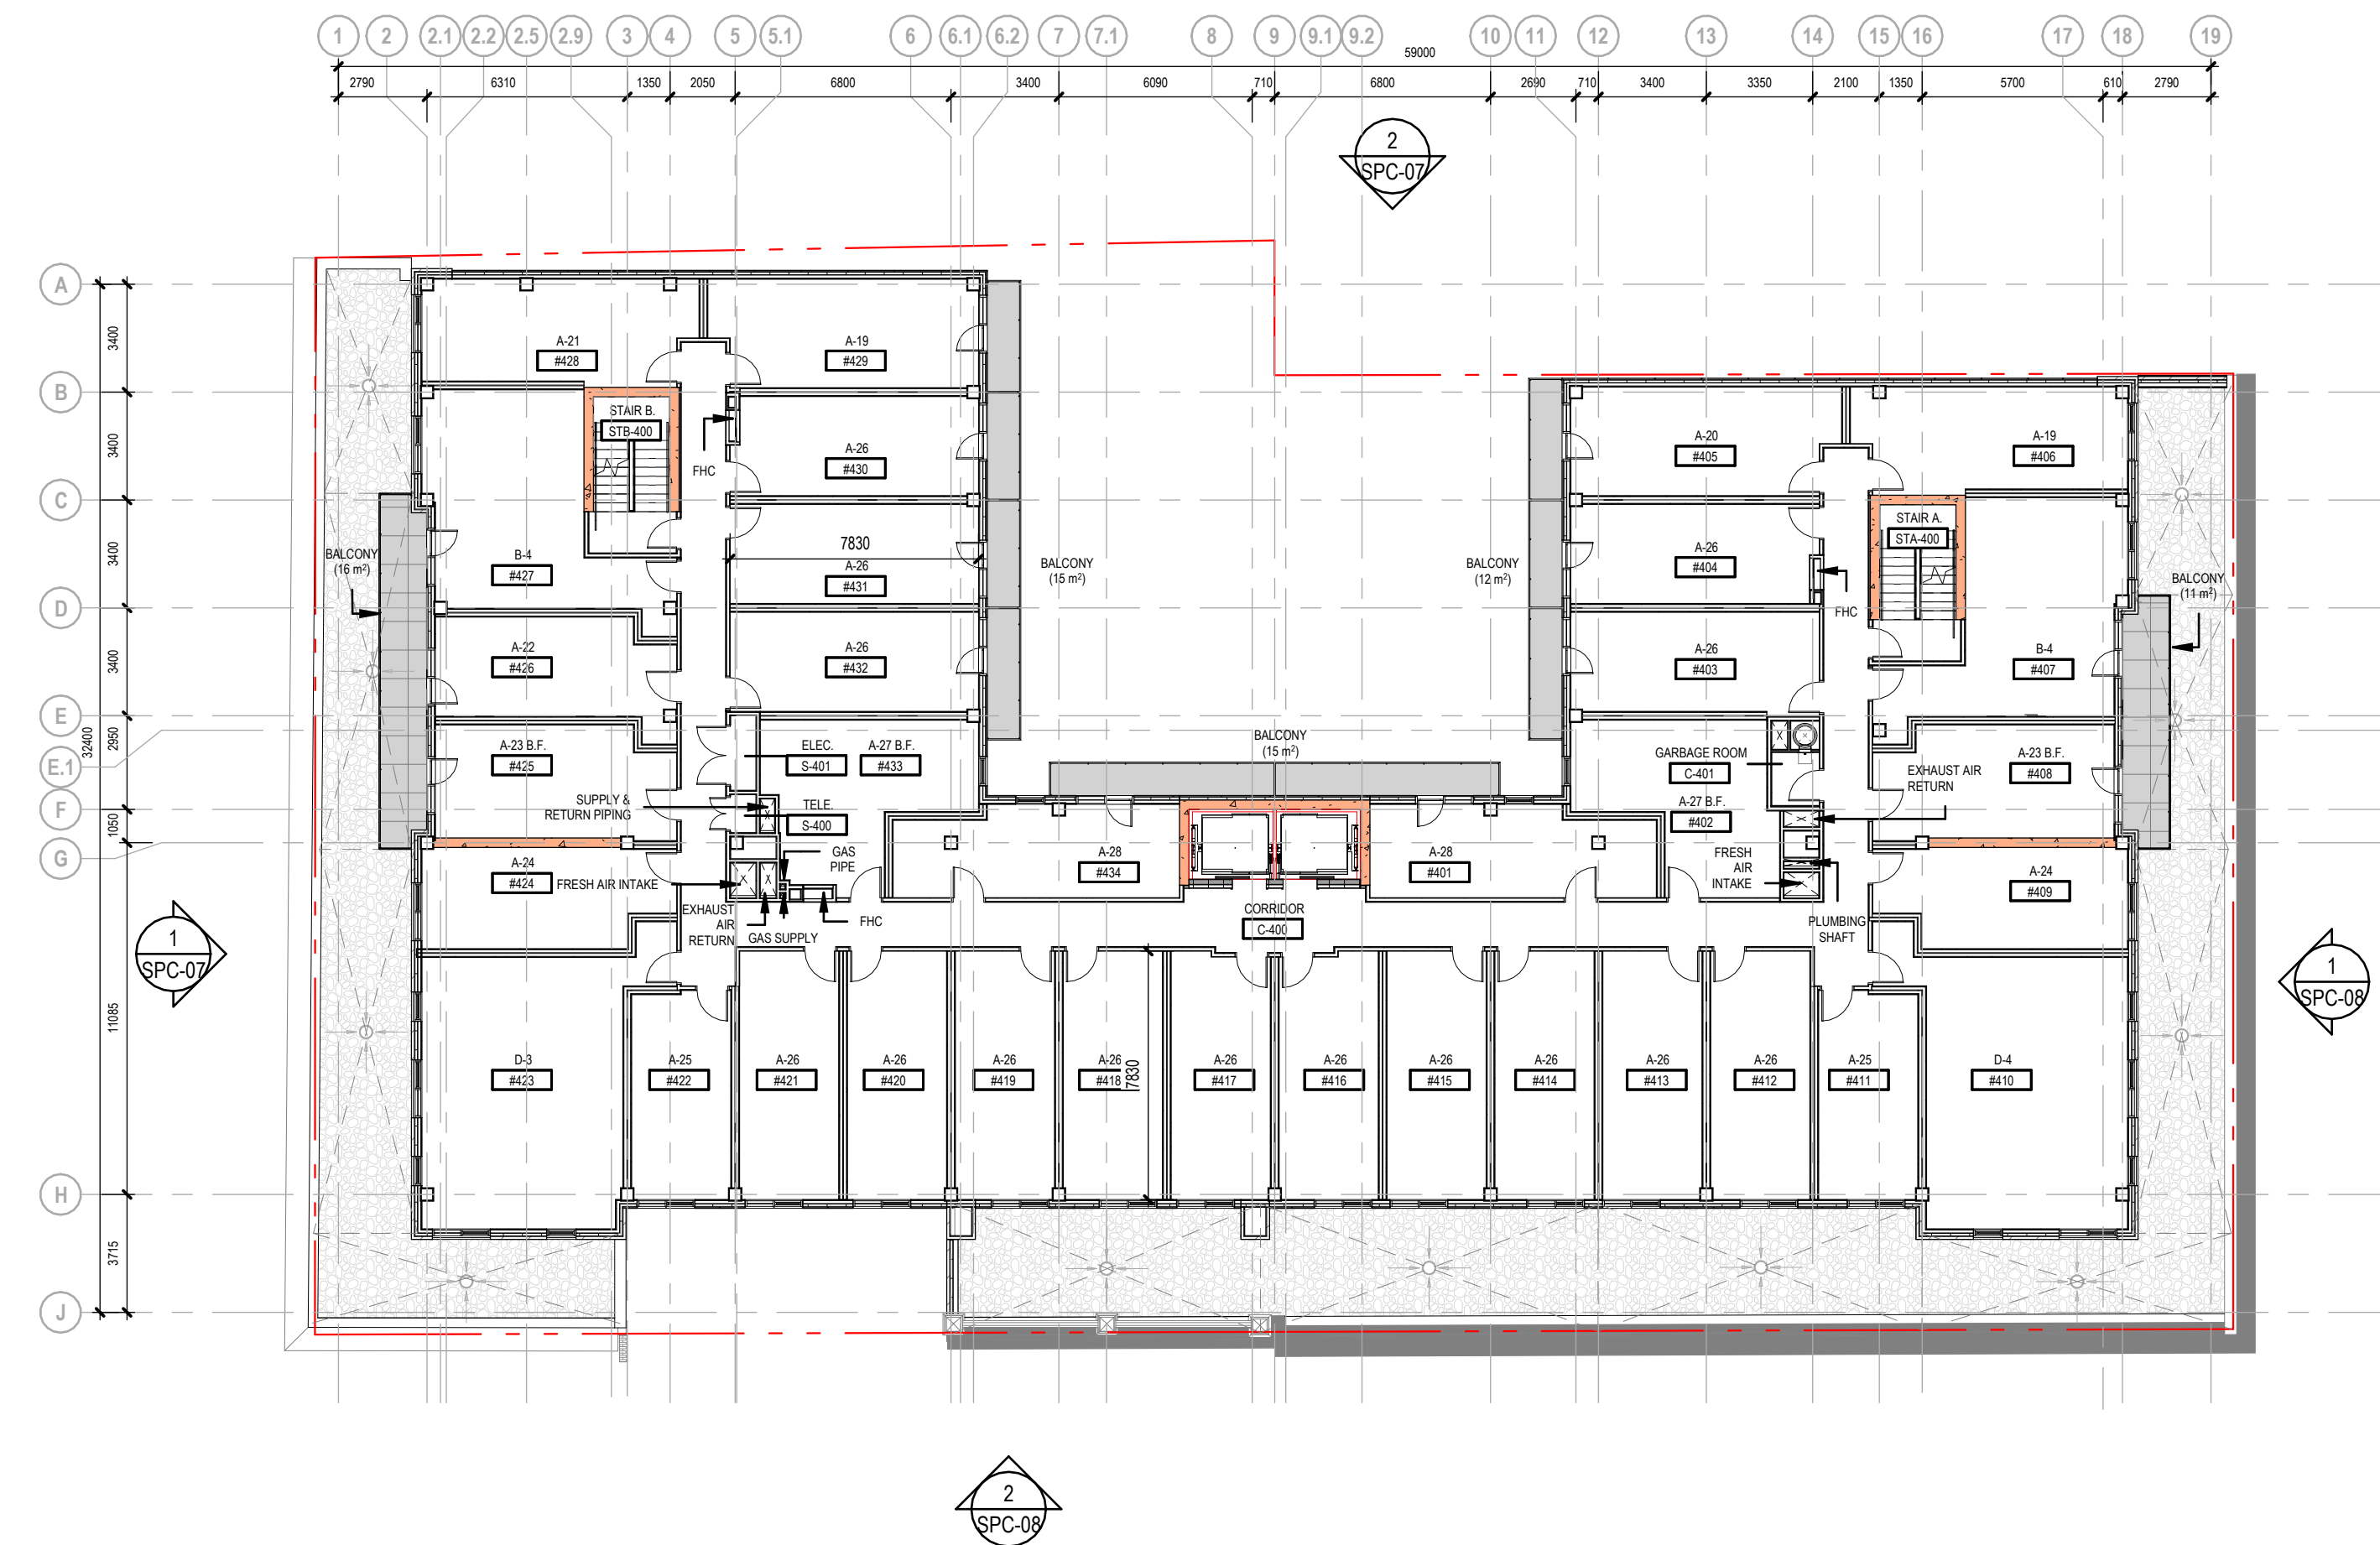 1 2 2.1 2.2 2.5 2.9 3 4 5 5.1 6 6.1 6.2 7 7.1 8 9 9.1 9.2 10 11 12 13 14 15 16 17 18 19
59000
2790 6310 1350 2050 6800 3400 6090 710 6800 2690 710 3400 3350 2100 1350 5700 610 2790
2
SPC-07
A
B
C
D
E
E.1
F
G
H
J
3400
3400
3400
3400
2950
1050
11085
3715
32400
A-21
#428
A-19
#429
STAIR B.
STB-400
FHC
A-26
#430
BALCONY
(16 m²)
B-4
#427
7830
A-26
#431
BALCONY
(15 m²)
A-22
#426
A-26
#432
A-23 B.F.
#425
ELEC.
S-401
A-27 B.F.
#433
SUPPLY &
RETURN PIPING
TELE.
S-400
A-24
#424
FRESH AIR INTAKE
GAS
PIPE
EXHAUST
AIR
RETURN
GAS SUPPLY
FHC
BALCONY
(15 m²)
A-28
#434
A-28
#401
CORRIDOR
C-400
A-20
#405
A-19
#406
BALCONY
(12 m²)
A-26
#404
FHC
STAIR A.
STA-400
BALCONY
(11 m²)
A-26
#403
B-4
#407
GARBAGE ROOM
C-401
A-27 B.F.
#402
EXHAUST AIR
RETURN
A-23 B.F.
#408
FRESH
AIR
INTAKE
PLUMBING
SHAFT
A-24
#409
1
SPC-07
1
SPC-08
D-3
#423
A-25
#422
A-26
#421
A-26
#420
A-26
#419
A-26
#418
7830
A-26
#417
A-26
#416
A-26
#415
A-26
#414
A-26
#413
A-26
#412
A-25
#411
D-4
#410
2
SPC-08